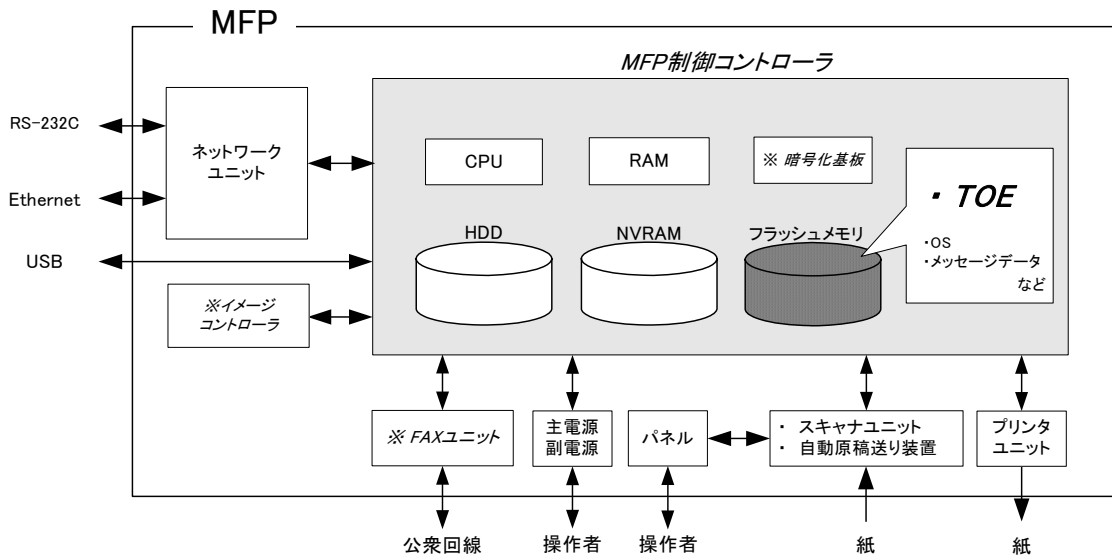 MFP
MFP制御コントローラ
RS-232C
ネットワーク
ユニット
Ethernet
USB
※イメージ
コントローラ
CPU
RAM
※ 暗号化基板
・ TOE
・OS
・メッセージデータ
など
HDD
NVRAM
フラッシュメモリ
※ FAXユニット
主電源
副電源
パネル
・ スキャナユニット
・ 自動原稿送り装置
プリンタ
ユニット
公衆回線
操作者
操作者
紙
紙